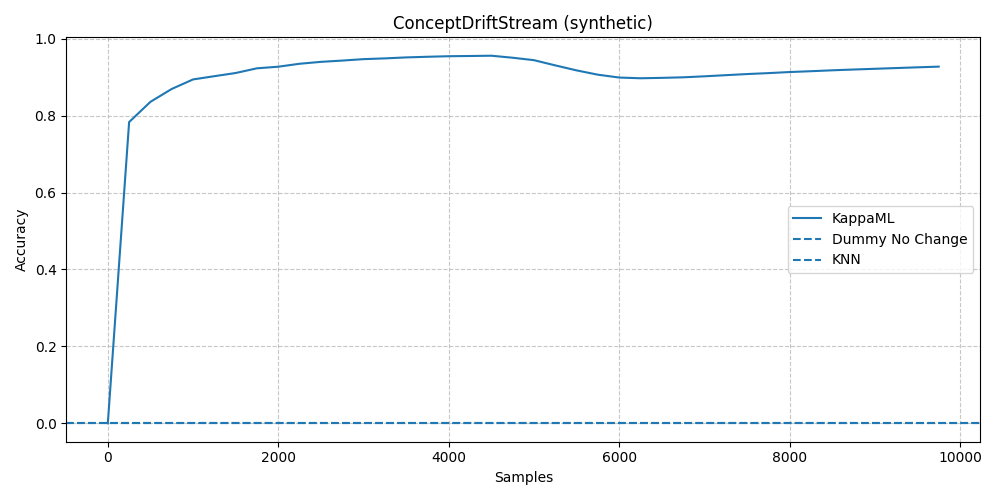 ConceptDriftStream (synthetic)
1.0
0.8
0.6
0.4
0.2
0.0
Accuracy
KappaML
Dummy No Change
KNN
0 2000 4000 6000 8000 10000
Samples